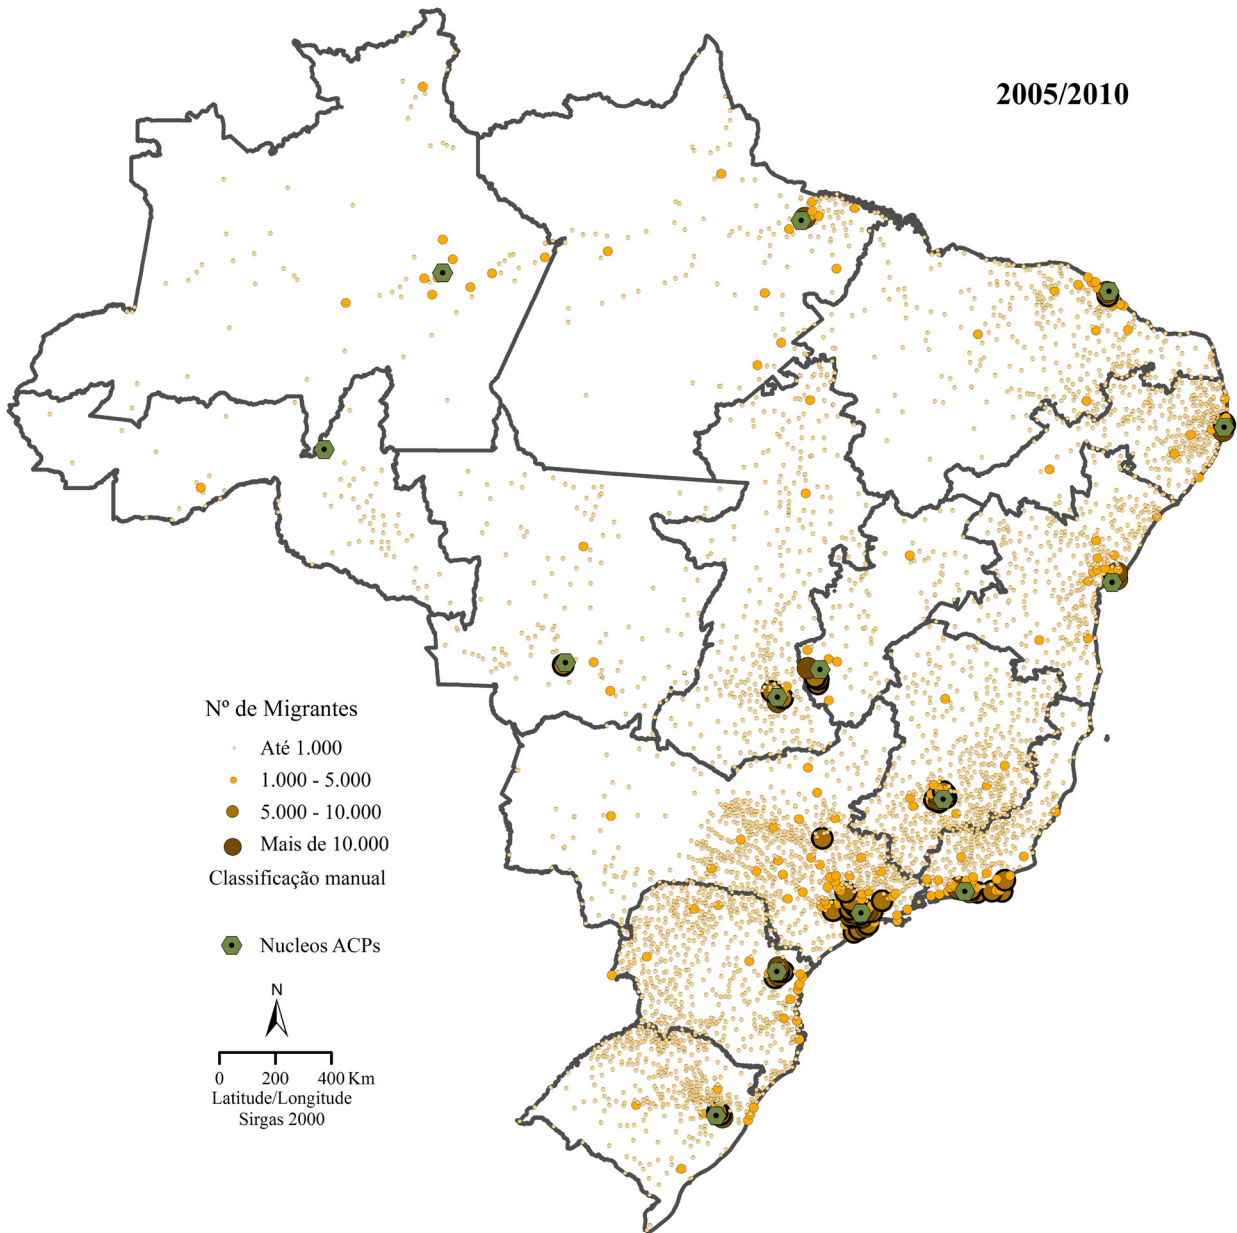 2005/2010
Nº de Migrantes
Até 1.000
1.000 - 5.000
5.000 - 10.000
Mais de 10.000
Classificação manual
Nucleos ACPs
N
0 200 400 Km
Latitude/Longitude
Sirgas 2000